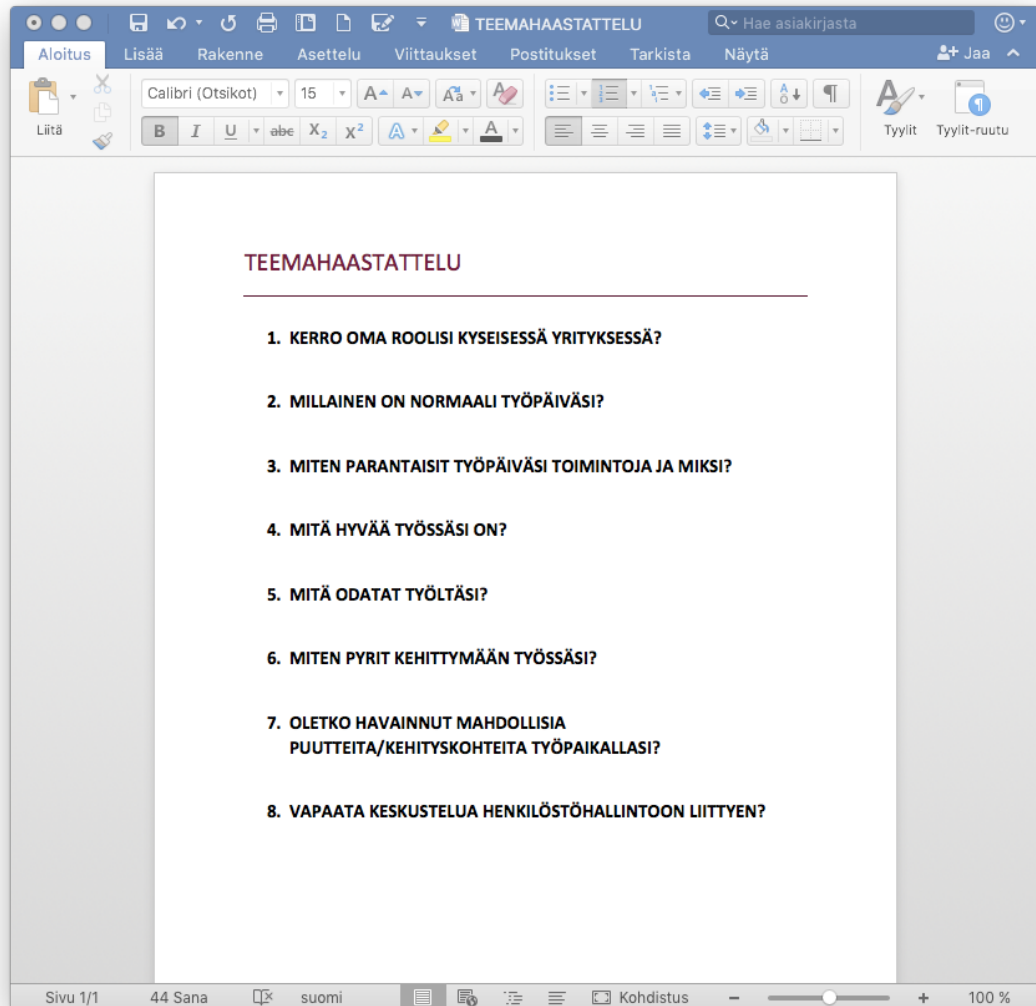 TEEMAHAASTATTELU
Hae asiakirjasta
Aloitus Lisää Rakenne Asettelu Viittaukset Postitukset Tarkista Näytä Jaa
Calibri (Otsikot) 15
Liitä
B I U abc X₂ X² A A
Tyylit Tyylit-ruutu
TEEMAHAASTATTELU
1. KERRO OMA ROOLISI KYSEISESSÄ YRITYKSESSÄ?
2. MILLAINEN ON NORMAALI TYÖPÄIVÄSI?
3. MITEN PARANTAISIT TYÖPÄIVÄSI TOIMINTOJA JA MIKSI?
4. MITÄ HYVÄÄ TYÖSSÄSI ON?
5. MITÄ ODATAT TYÖLTÄSI?
6. MITEN PYRIT KEHITTYMÄÄN TYÖSSÄSI?
7. OLETKO HAVAINNUT MAHDOLLISIA
PUUTTEITA/KEHITYSKOHTEITA TYÖPAIKALLASI?
8. VAPAATA KESKUSTELUA HENKILÖSTÖHALLINTOON LIITTYEN?
Sivu 1/1 44 Sana suomi Kohdistus 100 %